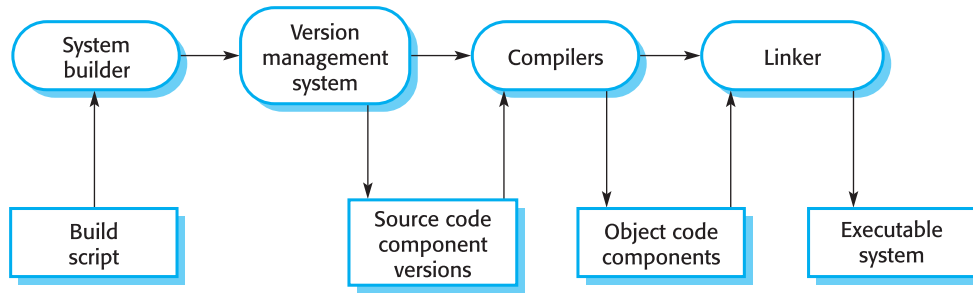 System
builder
Version
management
system
Compilers
Linker
Build
script
Source code
component
versions
Object code
components
Executable
system